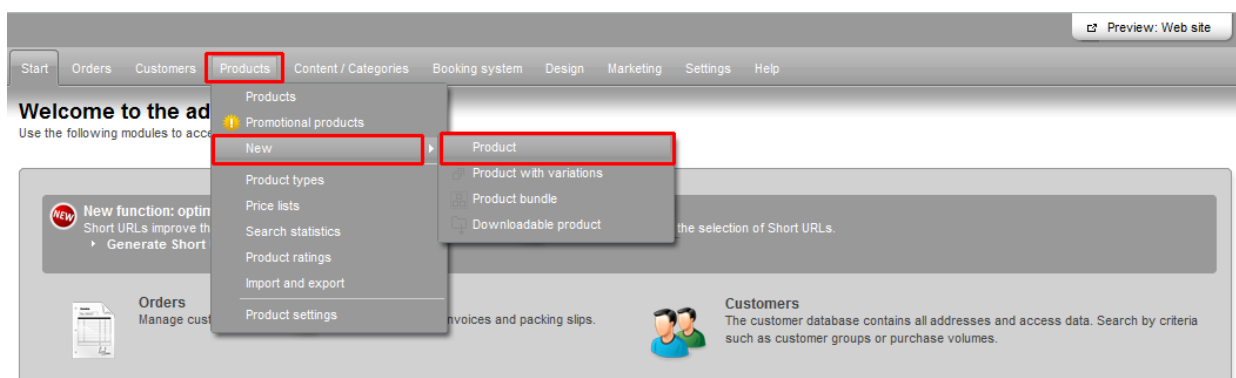 Preview: Web site
Start Orders Customers Products Content / Categories Booking system Design Marketing Settings Help
Welcome to the ad
Use the following modules to acce
Products
Promotional products
New
Product types
Price lists
Search statistics
Product ratings
Import and export
Product settings
Product
Product with variations
Product bundle
Downloadable product
NEW
New function: optin
Short URLs improve th
the selection of Short URLs.
Generate Short
Orders
Manage cust
nvoices and packing slips.
Customers
The customer database contains all addresses and access data. Search by criteria
such as customer groups or purchase volumes.